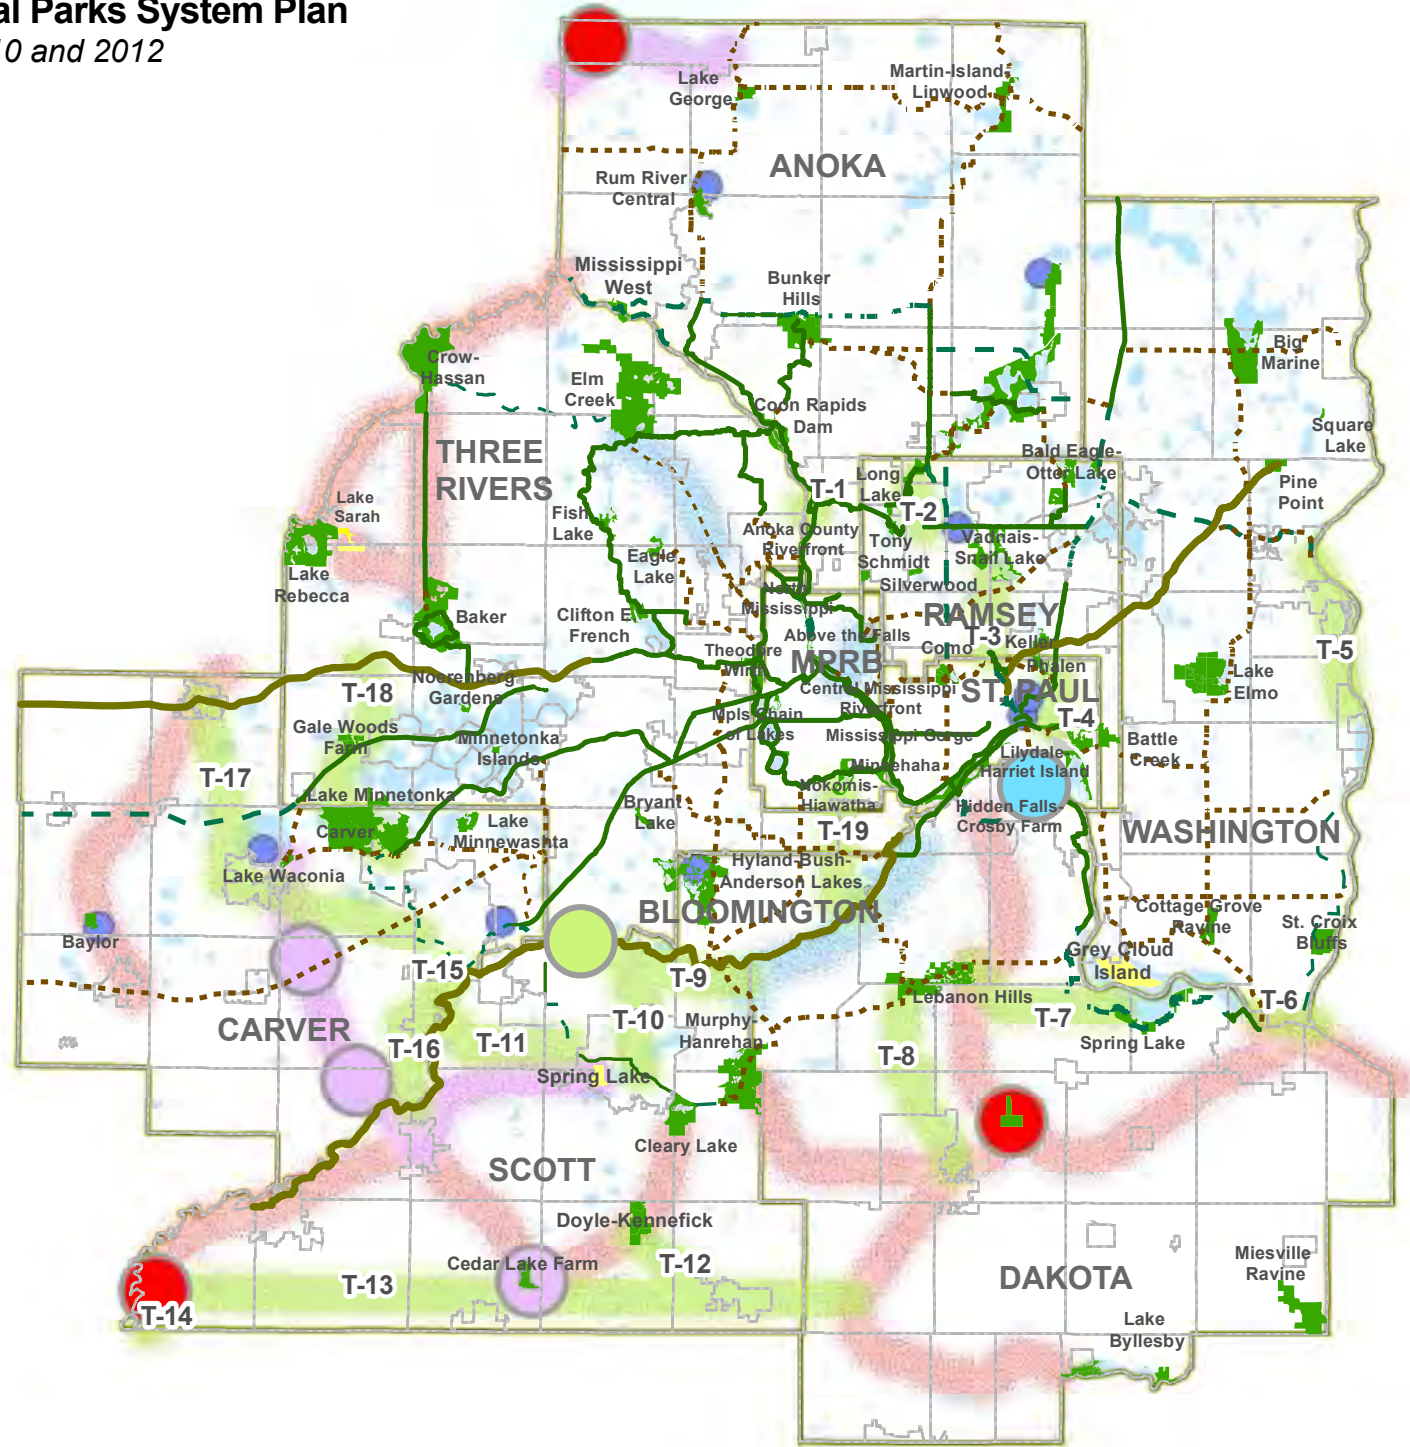 al Parks System Plan
10 and 2012
Lake
George
Martin-Island-
Linwood
ANOKA
Rum River
Central
Mississippi
West
Bunker
Hills
Crow-
Hassan
Elm
Creek
Big
Marine
Coon Rapids
Dam
Square
Lake
THREE
RIVERS
Bald Eagle-
Otter Lake
Long
Lake
Pine
Point
T-1
T-2
Lake
Sarah
Fish
Lake
Anoka County
Riverfront
Tony
Schmidt
Vadnais-
Snail Lake
Eagle
Lake
Silverwood
Lake
Rebecca
North
Mississippi
RAMSEY
Baker
Clifton E.
French
Above the Falls
T-3
Keller
Como
T-5
Theodore
Wirth
MPRB
Phalen
Lake
Elmo
Noerenberg
Gardens
T-18
Central Mississippi
Riverfront
ST. PAUL
T-4
Gale Woods
Farm
Mpls Chain
of Lakes
Mississippi Gorge
Minnetonka
Islands
Battle
Creek
Lilydale-
Harriet Island
Minnehaha
T-17
Lake Minnetonka
Nokomis-
Hiawatha
Bryant
Lake
Hidden Falls-
Crosby Farm
Carver
Lake
Minnewashta
T-19
WASHINGTON
Lake Waconia
Hyland-Bush-
Anderson Lakes
BLOOMINGTON
Cottage Grove
Ravine
St. Croix
Bluffs
Baylor
Grey Cloud
Island
T-15
T-9
Lebanon Hills
T-6
CARVER
T-10
Murphy-
Hanrehan
T-7
T-16
T-11
T-8
Spring Lake
Spring Lake
Cleary Lake
SCOTT
Doyle-Kennefick
Cedar Lake Farm
T-12
Miesville
Ravine
T-13
DAKOTA
T-14
Lake
Byllesby